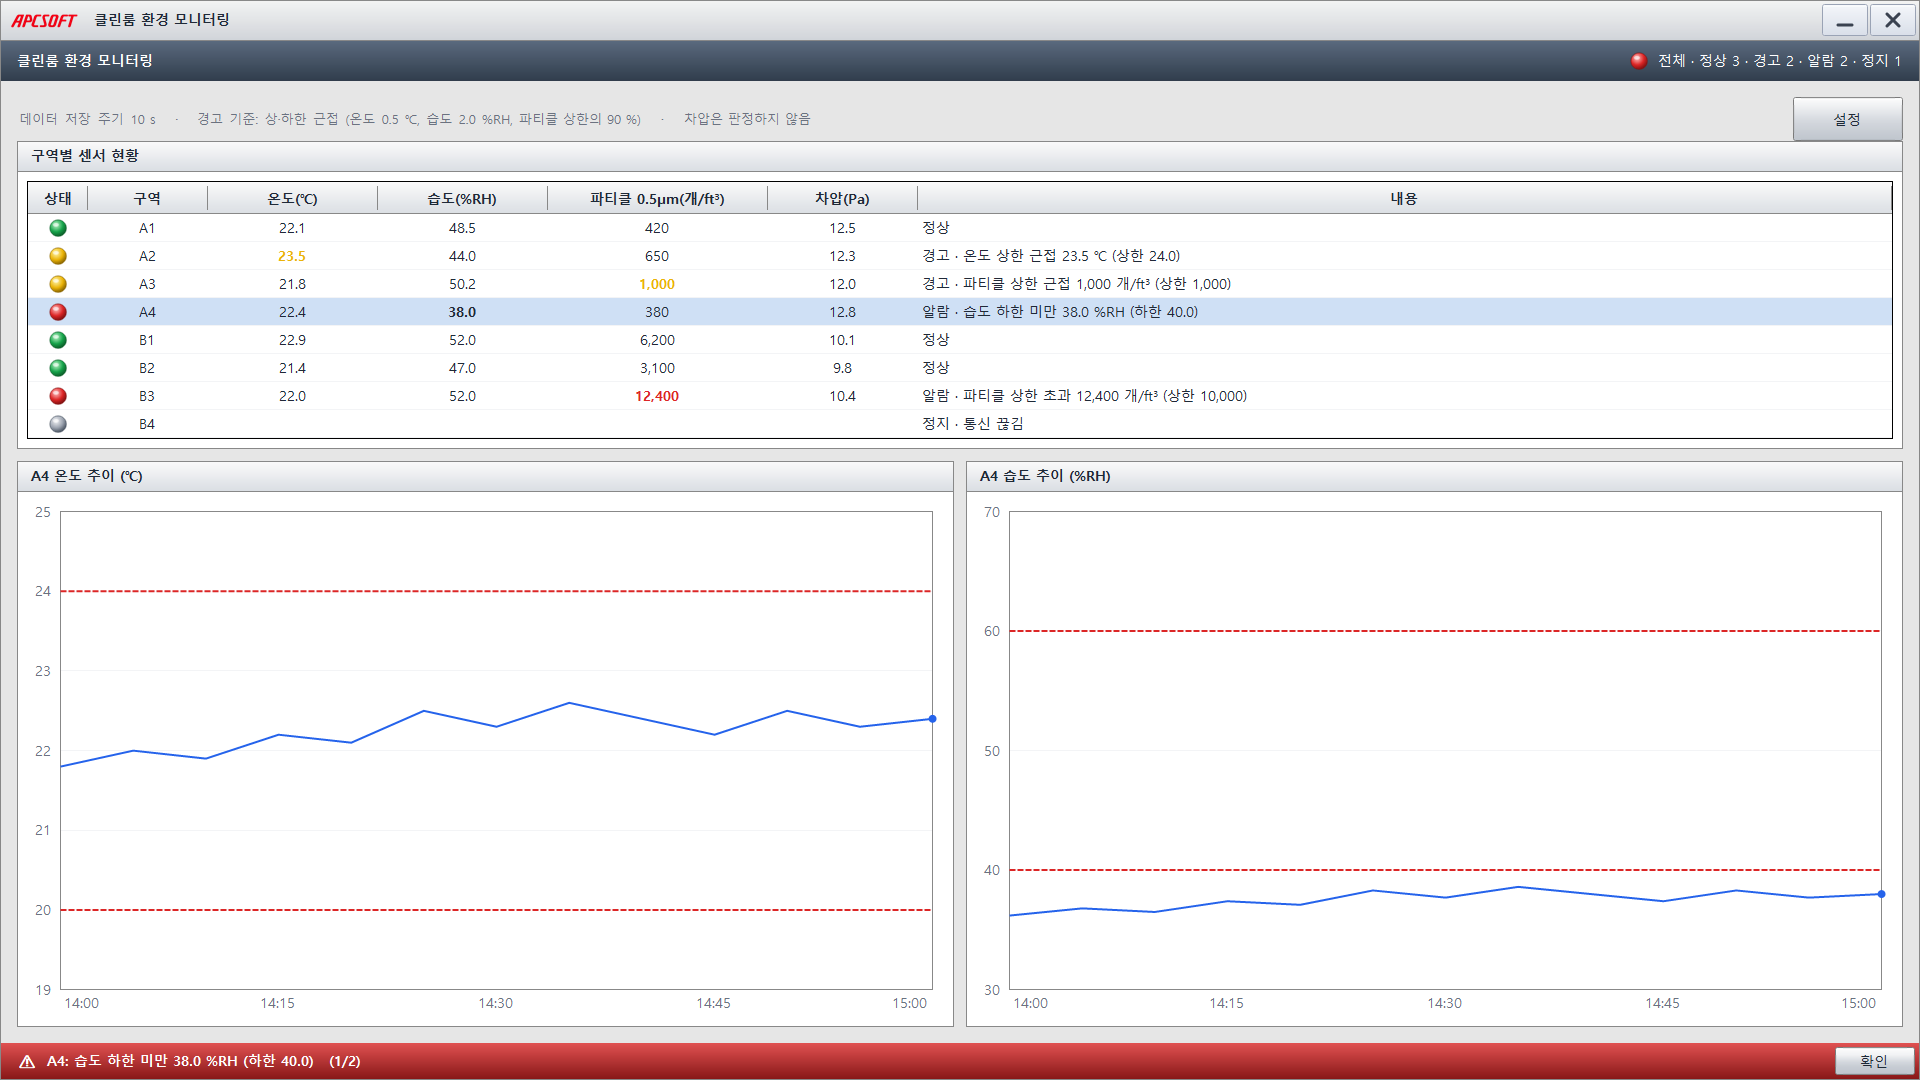 APCSOFT 클린룸 환경 모니터링
클린룸 환경 모니터링
전체 · 정상 3 · 경고 2 · 알람 2 · 정지 1
데이터 저장 주기 10 s · 경고 기준: 상·하한 근접 (온도 0.5 ℃, 습도 2.0 %RH, 파티클 상한의 90 %) · 차압은 판정하지 않음
설정
구역별 센서 현황
상태 구역 온도(℃) 습도(%RH) 파티클 0.5µm(개/ft³) 차압(Pa) 내용
A1 22.1 48.5 420 12.5 정상
A2 23.5 44.0 650 12.3 경고 · 온도 상한 근접 23.5 ℃ (상한 24.0)
A3 21.8 50.2 1,000 12.0 경고 · 파티클 상한 근접 1,000 개/ft³ (상한 1,000)
A4 22.4 38.0 380 12.8 알람 · 습도 하한 미만 38.0 %RH (하한 40.0)
B1 22.9 52.0 6,200 10.1 정상
B2 21.4 47.0 3,100 9.8 정상
B3 22.0 52.0 12,400 10.4 알람 · 파티클 상한 초과 12,400 개/ft³ (상한 10,000)
B4 정지 · 통신 끊김
A4 온도 추이 (℃)
25
24
23
22
21
20
19
14:00 14:15 14:30 14:45 15:00
A4 습도 추이 (%RH)
70
60
50
40
30
14:00 14:15 14:30 14:45 15:00
A4: 습도 하한 미만 38.0 %RH (하한 40.0) (1/2)
확인